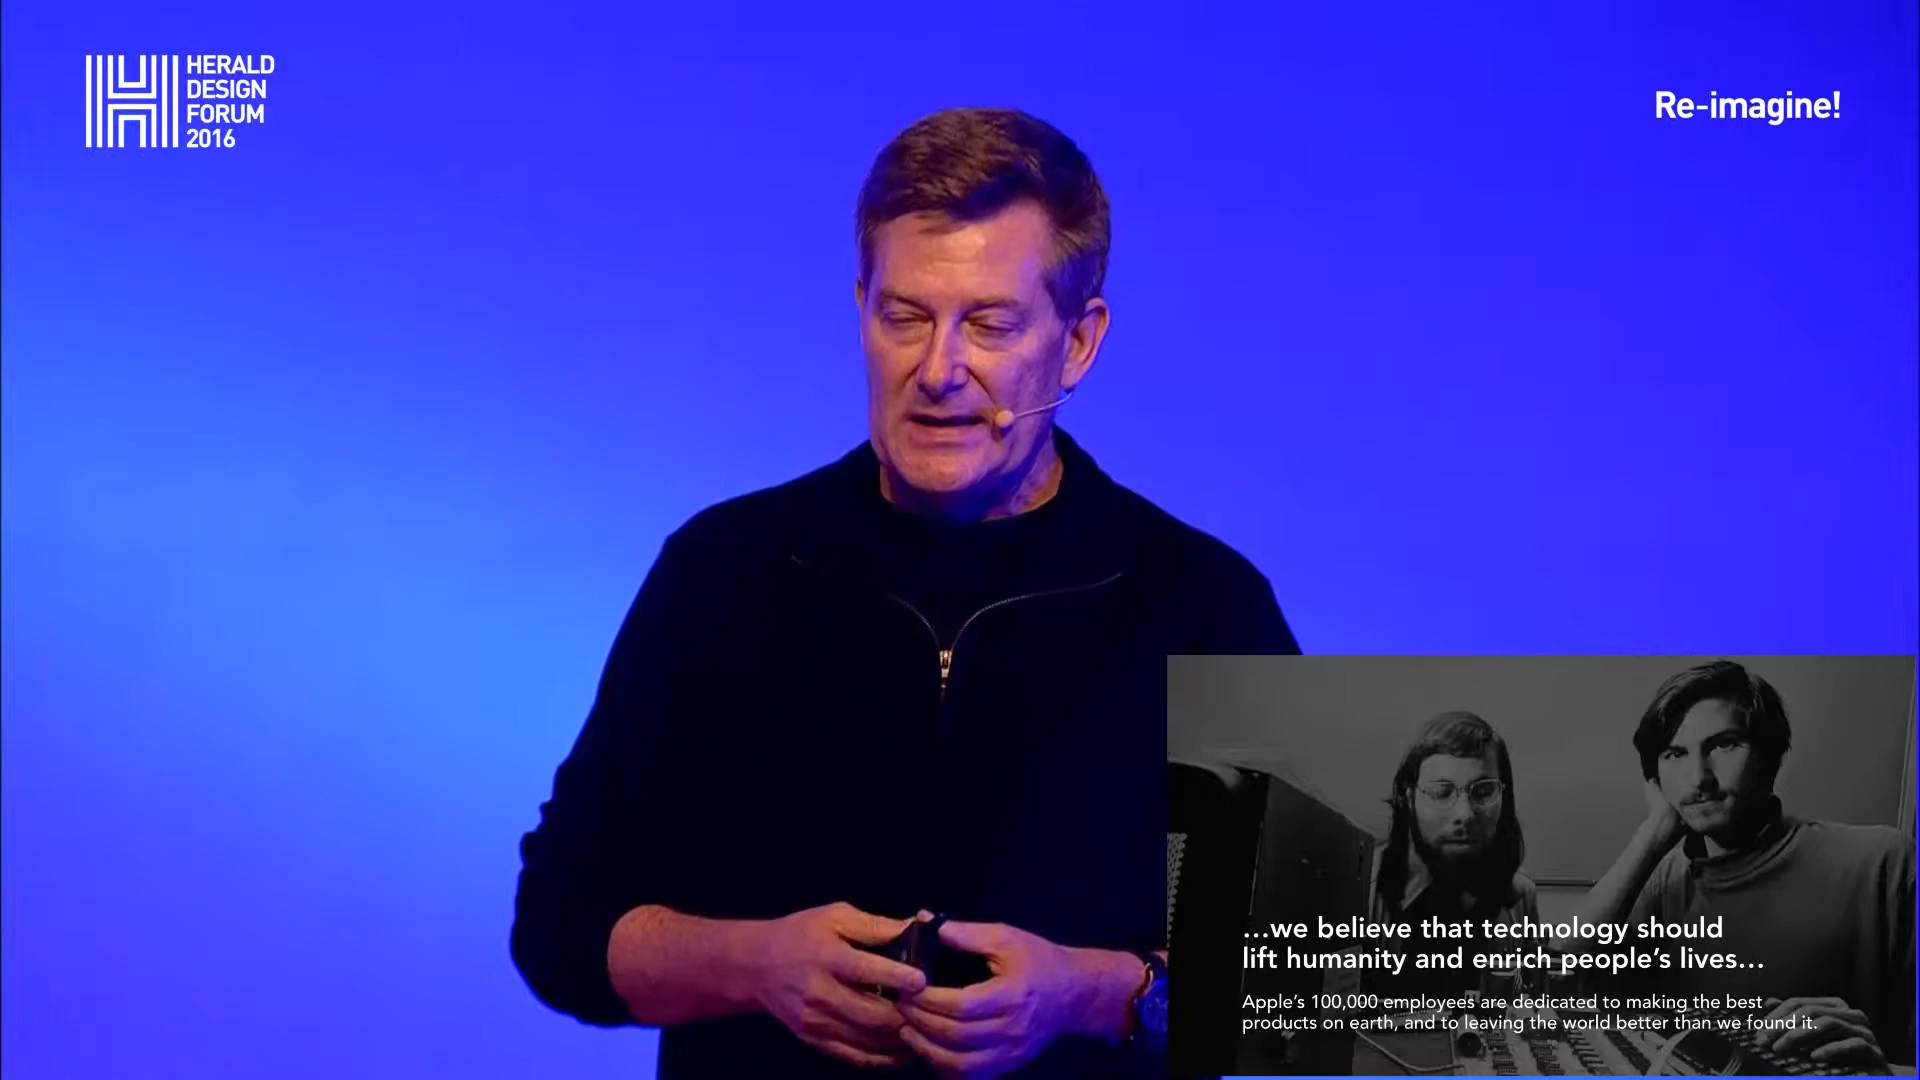 HERALD
DESIGN
FORUM
2016
Re-imagine!
...we believe that technology should
lift humanity and enrich people's lives...
Apple's 100,000 employees are dedicated to making the best
products on earth, and to leaving the world better than we found it.